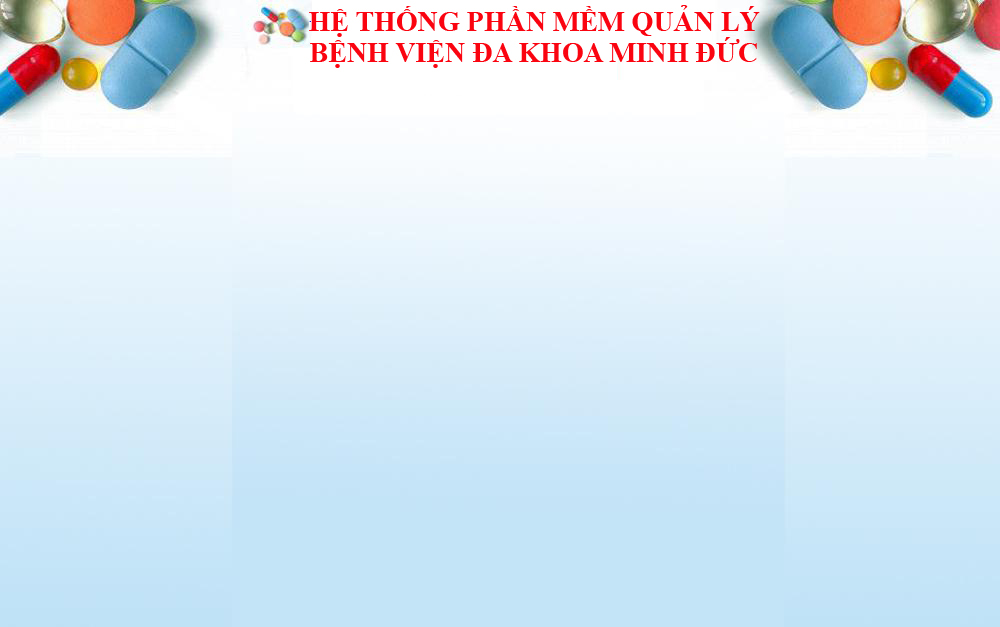 HỆ THỐNG PHẦN MỀM QUẢN LÝ
BỆNH VIỆN ĐA KHOA MINH ĐỨC